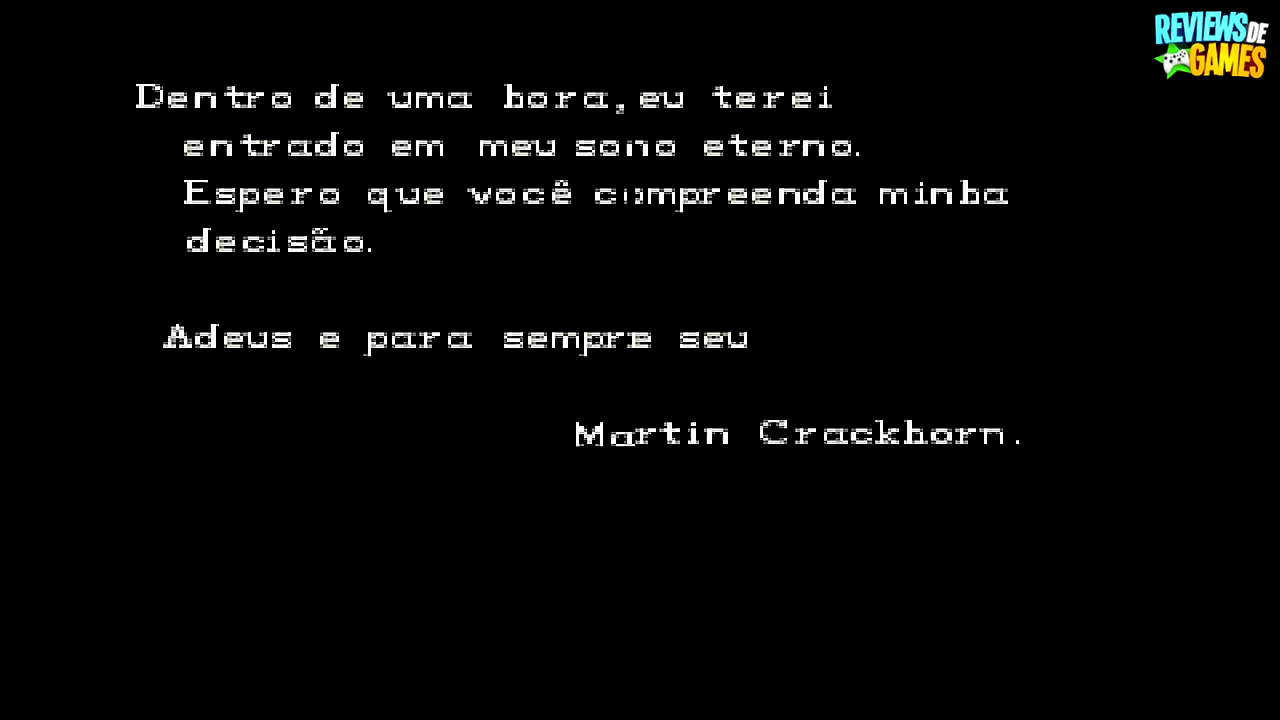 REVIEWS DE
GAMES
Dentro de uma hora, eu terei
entrado em meu sono eterno.
Espero que você compreenda minha
decisão.
Adeus e para sempre seu
Martin Crackhorn.